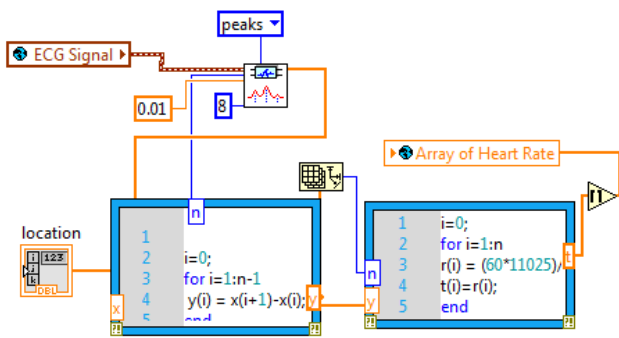 peaks
ECG Signal
0.01
8
Array of Heart Rate
location
i 123
j
k
DBL
n
x
y
1
2 i=0;
3 for i=1:n-1
4 y(i) = x(i+1)-x(i);
5 end
n
y
t
1 i=0;
2 for i=1:n
3 r(i) = (60*11025)/
4 t(i)=r(i);
5 end